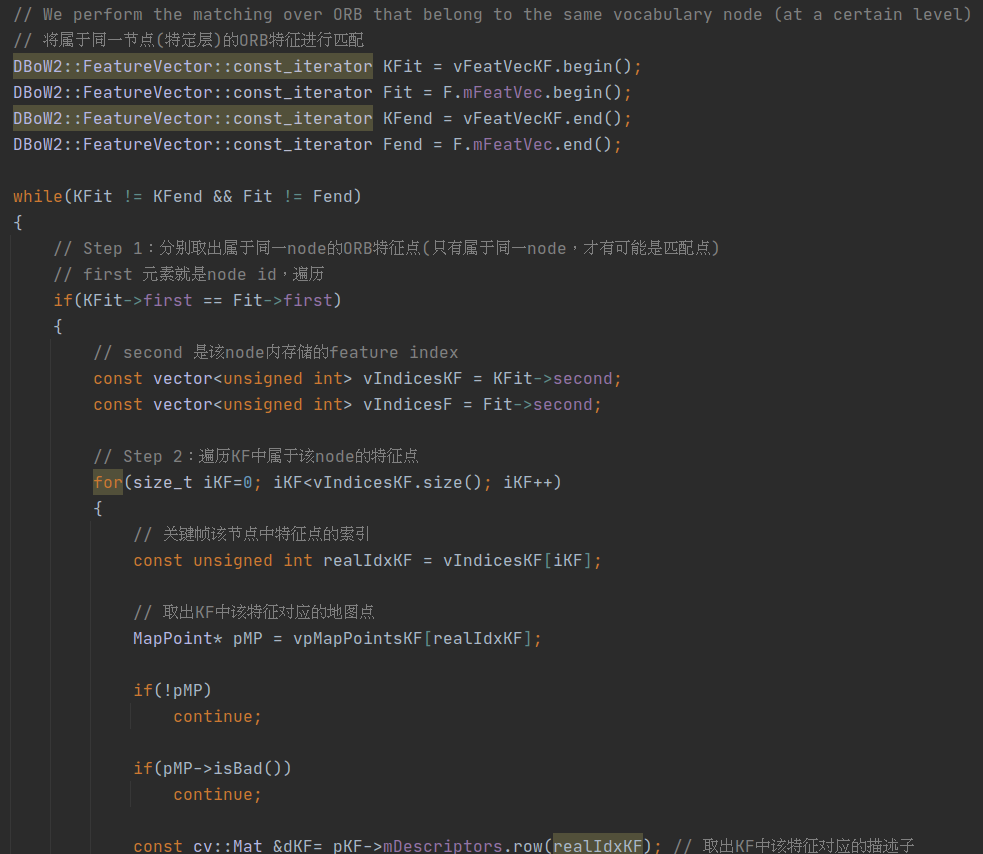 // We perform the matching over ORB that belong to the same vocabulary node (at a certain level)
// 将属于同一节点(特定层)的ORB特征进行匹配
DBoW2::FeatureVector::const_iterator KFit = vFeatVecKF.begin();
DBoW2::FeatureVector::const_iterator Fit = F.mFeatVec.begin();
DBoW2::FeatureVector::const_iterator KFend = vFeatVecKF.end();
DBoW2::FeatureVector::const_iterator Fend = F.mFeatVec.end();
while(KFit != KFend && Fit != Fend)
{
// Step 1：分别取出属于同一node的ORB特征点(只有属于同一node，才有可能是匹配点)
// first 元素就是node id，遍历
if(KFit->first == Fit->first)
{
// second 是该node内存储的feature index
const vector<unsigned int> vIndicesKF = KFit->second;
const vector<unsigned int> vIndicesF = Fit->second;
// Step 2：遍历KF中属于该node的特征点
for(size_t iKF=0; iKF<vIndicesKF.size(); iKF++)
{
// 关键帧该节点中特征点的索引
const unsigned int realIdxKF = vIndicesKF[iKF];
// 取出KF中该特征对应的地图点
MapPoint* pMP = vpMapPointsKF[realIdxKF];
if(!pMP)
continue;
if(pMP->isBad())
continue;
const cv::Mat &dKF= pKF->mDescriptors.row(realIdxKF); // 取出KF中该特征对应的描述子